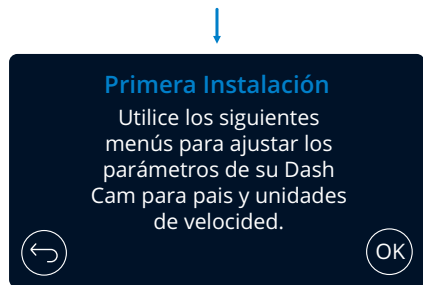 Primera Instalación
Utilice los siguientes
menús para ajustar los
parámetros de su Dash
Cam para pais y unidades
de velocided.
OK